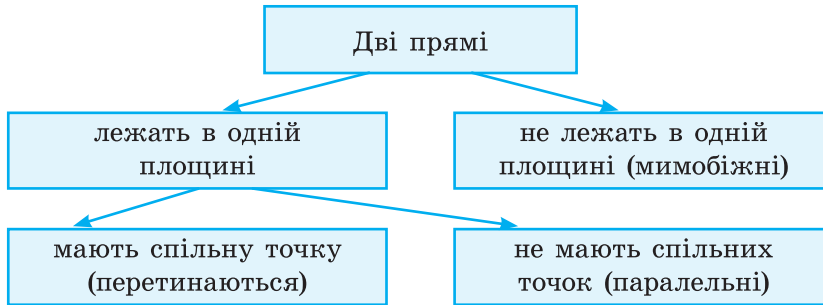 Дві прямі
лежать в одній
площині
не лежать в одній
площині (мимобіжні)
мають спільну точку
(перетинаються)
не мають спільних
точок (паралельні)